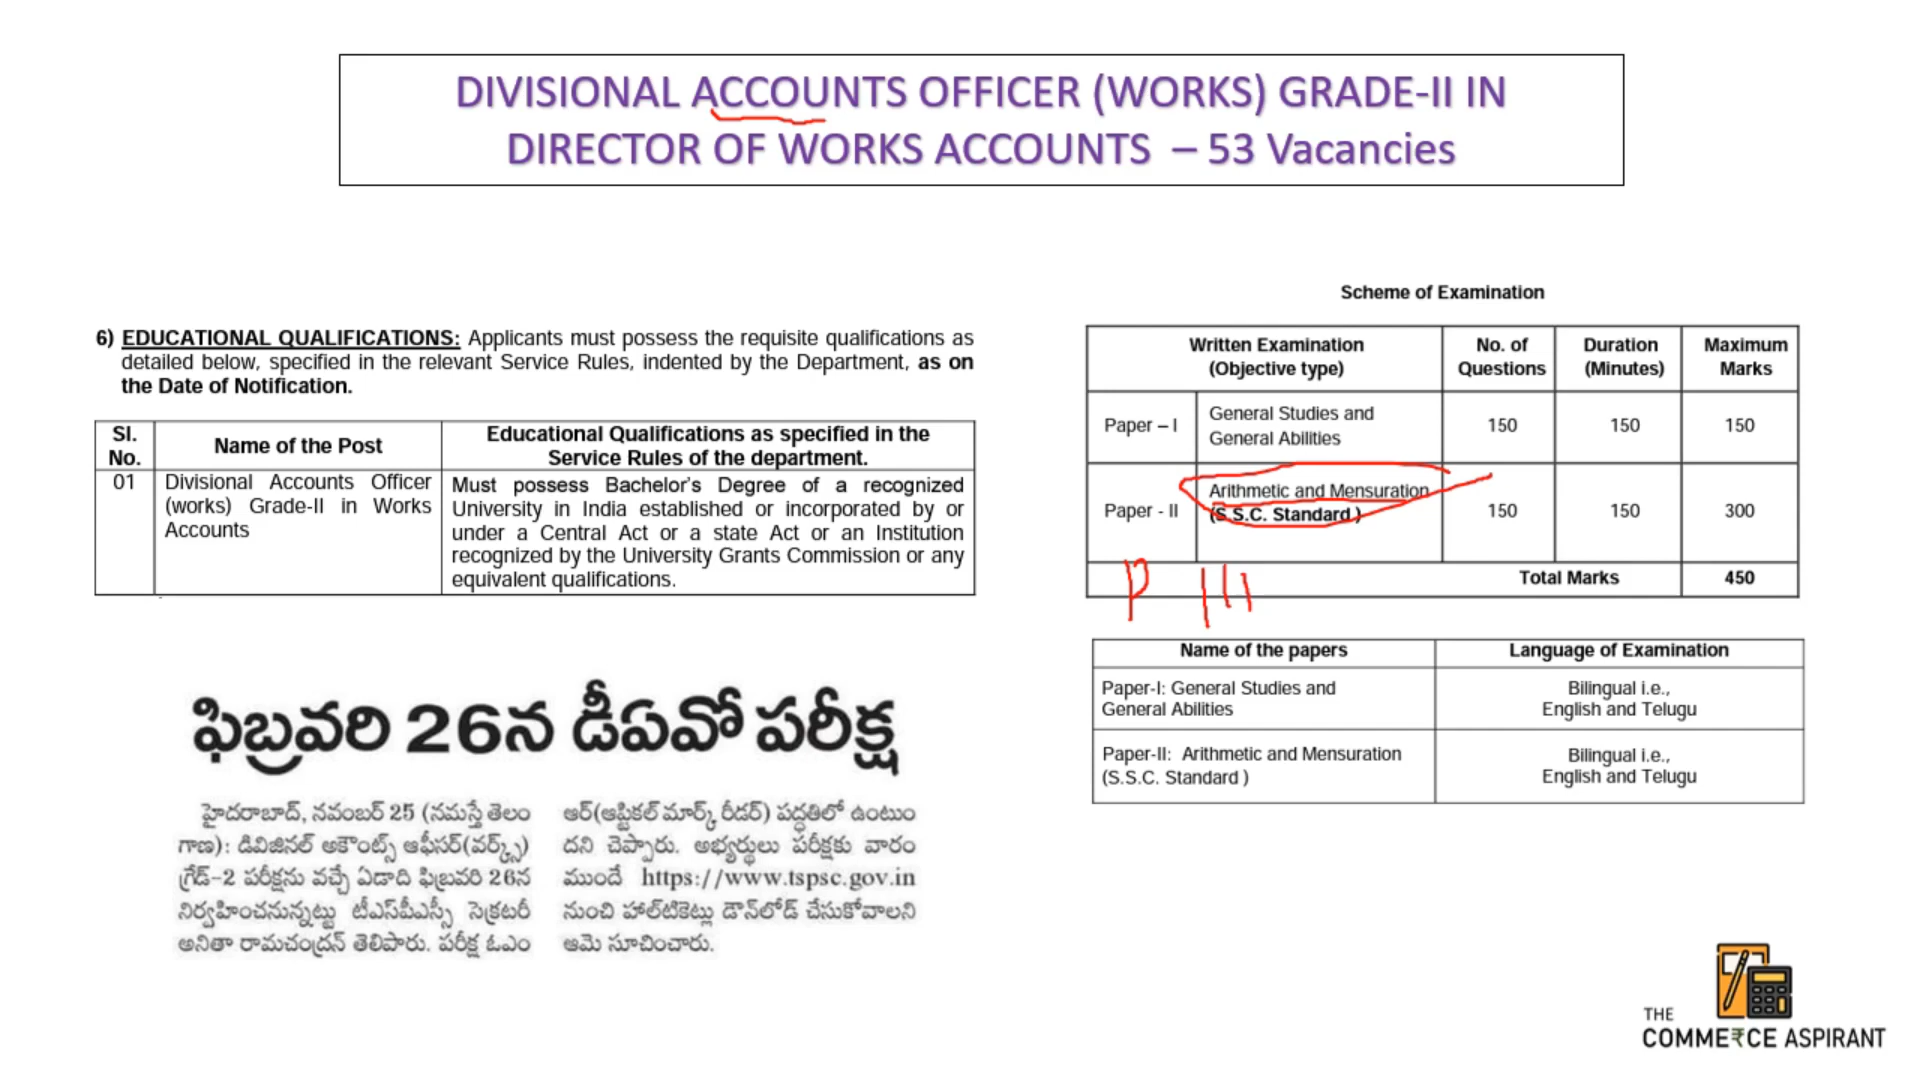 DIVISIONAL ACCOUNTS OFFICER (WORKS) GRADE-II IN
DIRECTOR OF WORKS ACCOUNTS – 53 Vacancies
6) EDUCATIONAL QUALIFICATIONS: Applicants must possess the requisite qualifications as
detailed below, specified in the relevant Service Rules, indented by the Department, as on
the Date of Notification.
Sl.
No.
Name of the Post
Educational Qualifications as specified in the
Service Rules of the department.
01
Divisional Accounts Officer
(works) Grade-II in Works
Accounts
Must possess Bachelor's Degree of a recognized
University in India established or incorporated by or
under a Central Act or a state Act or an Institution
recognized by the University Grants Commission or any
equivalent qualifications.
ఫిబ్రవరి 26న డీఏవో పరీక్ష
హైదరాబాద్, నవంబర్ 25 (నమస్తే తెలం
గాణ): డివిజినల్ అకౌంట్స్ ఆఫీసర్(వర్క్స్)
గ్రేడ్-2 పరీక్షను వచ్చే ఏడాది ఫిబ్రవరి 26న
నిర్వహించనున్నట్టు టీఎస్‌పీఎస్సీ సెక్రటరీ
అనితా రామచంద్రన్ తెలిపారు. పరీక్ష ఓఎం
ఆర్(ఆప్టికల్ మార్క్ రీడర్) పద్ధతిలో ఉంటుం
దని చెప్పారు. అభ్యర్థులు పరీక్షకు వారం
ముందే https://www.tspsc.gov.in
నుంచి హాల్‌టికెట్లు డౌన్‌లోడ్ చేసుకోవాలని
ఆమె సూచించారు.
Scheme of Examination
Written Examination
(Objective type)
No. of
Questions
Duration
(Minutes)
Maximum
Marks
Paper – I
General Studies and
General Abilities
150
150
150
Paper - II
Arithmetic and Mensuration
(S.S.C. Standard )
150
150
300
Total Marks
450
P III
Name of the papers
Language of Examination
Paper-I: General Studies and
General Abilities
Bilingual i.e.,
English and Telugu
Paper-II: Arithmetic and Mensuration
(S.S.C. Standard )
Bilingual i.e.,
English and Telugu
THE
COMME₹CE ASPIRANT